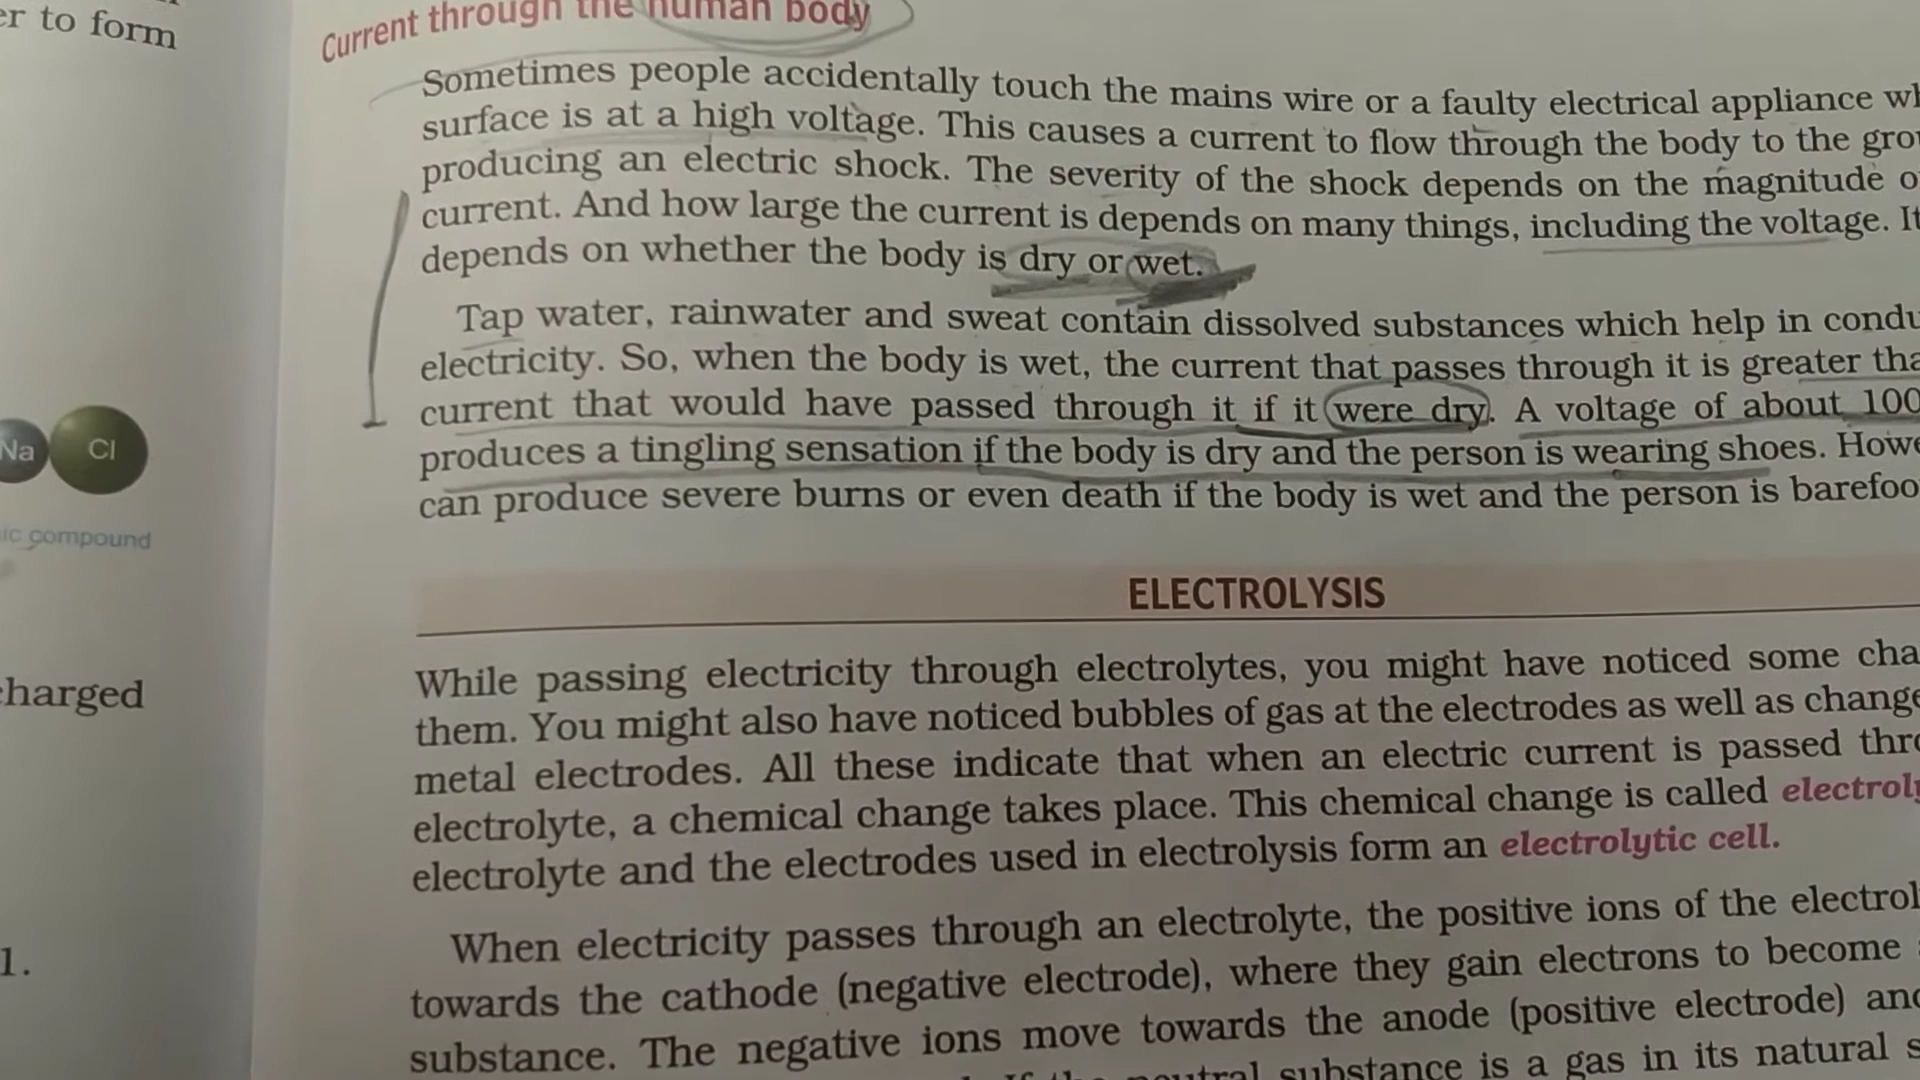 er to form
Na
Cl
ic compound
charged
1.
Current through the human body
Sometimes people accidentally touch the mains wire or a faulty electrical appliance
surface is at a high voltage. This causes a current to flow through the body to the
producing an electric shock. The severity of the shock depends on the magnitude
current. And how large the current is depends on many things, including the voltage. It
depends on whether the body is dry or wet.
Tap water, rainwater and sweat contain dissolved substances which help in
electricity. So, when the body is wet, the current that passes through it is greater
current that would have passed through it if it were dry. A voltage of about 100
produces a tingling sensation if the body is dry and the person is wearing shoes.
can produce severe burns or even death if the body is wet and the person is
ELECTROLYSIS
While passing electricity through electrolytes, you might have noticed some
them. You might also have noticed bubbles of gas at the electrodes as well as
metal electrodes. All these indicate that when an electric current is passed
electrolyte, a chemical change takes place. This chemical change is called
electrolyte and the electrodes used in electrolysis form an electrolytic cell.
When electricity passes through an electrolyte, the positive ions of the
towards the cathode (negative electrode), where they gain electrons to become
substance. The negative ions move towards the anode (positive electrode)
neutral substance is a gas in its natural